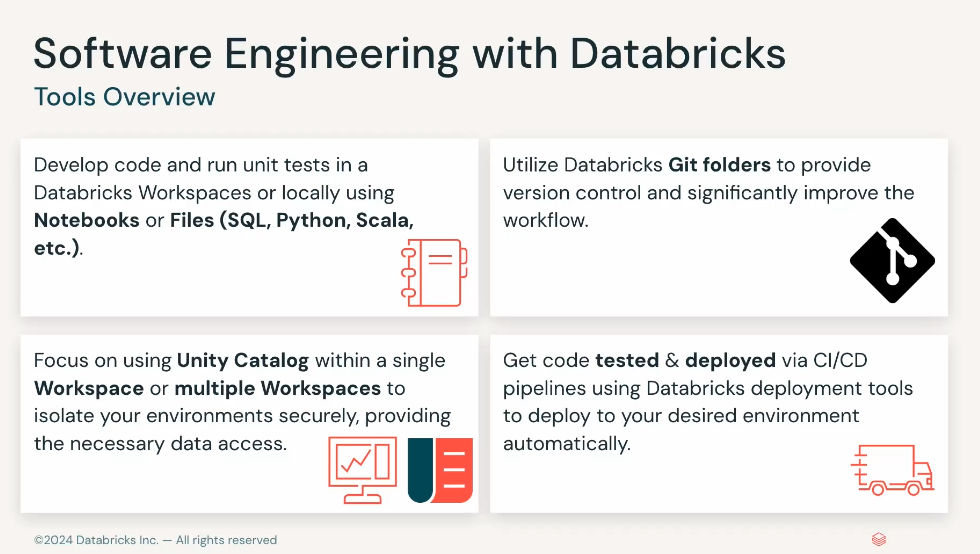 Software Engineering with Databricks
Tools Overview
Develop code and run unit tests in a
Databricks Workspaces or locally using
Notebooks or Files (SQL, Python, Scala,
etc.).
Utilize Databricks Git folders to provide
version control and significantly improve the
workflow.
Focus on using Unity Catalog within a single
Workspace or multiple Workspaces to
isolate your environments securely, providing
the necessary data access.
Get code tested & deployed via CI/CD
pipelines using Databricks deployment tools
to deploy to your desired environment
automatically.
©2024 Databricks Inc. — All rights reserved